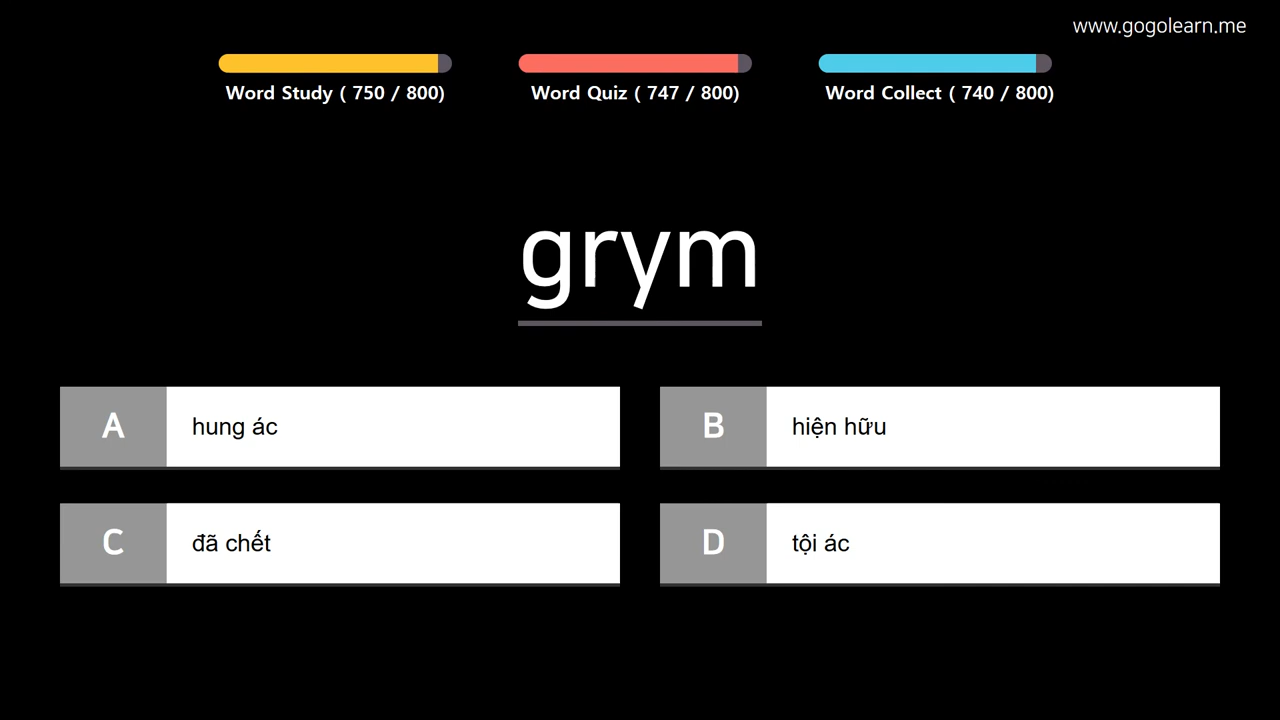 www.gogolearn.me
Word Study ( 750 / 800)
Word Quiz ( 747 / 800)
Word Collect ( 740 / 800)
grym
A hung ác
B hiện hữu
C đã chết
D tội ác